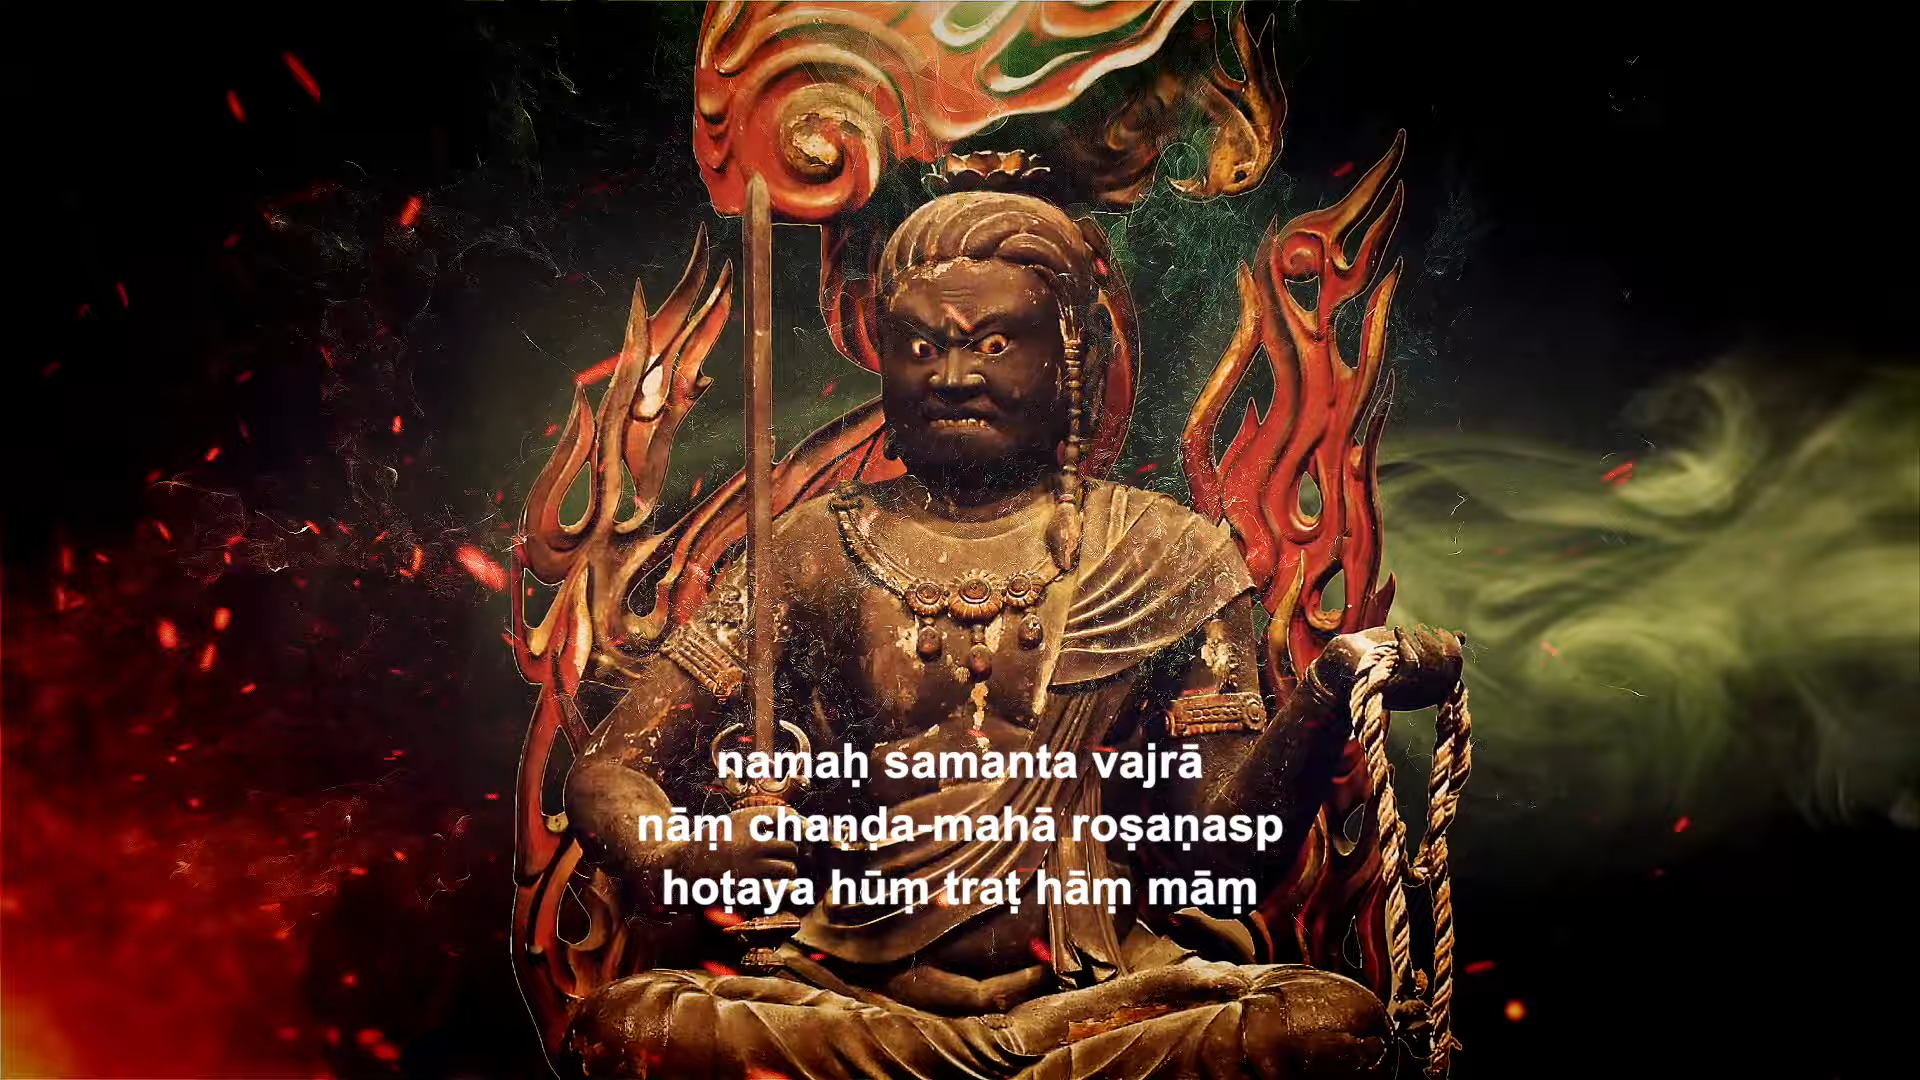 namaḥ samanta vajrā
nāṃ chaṇḍa-mahā roṣaṇasp
hoṭaya hūṃ traṭ hāṃ māṃ